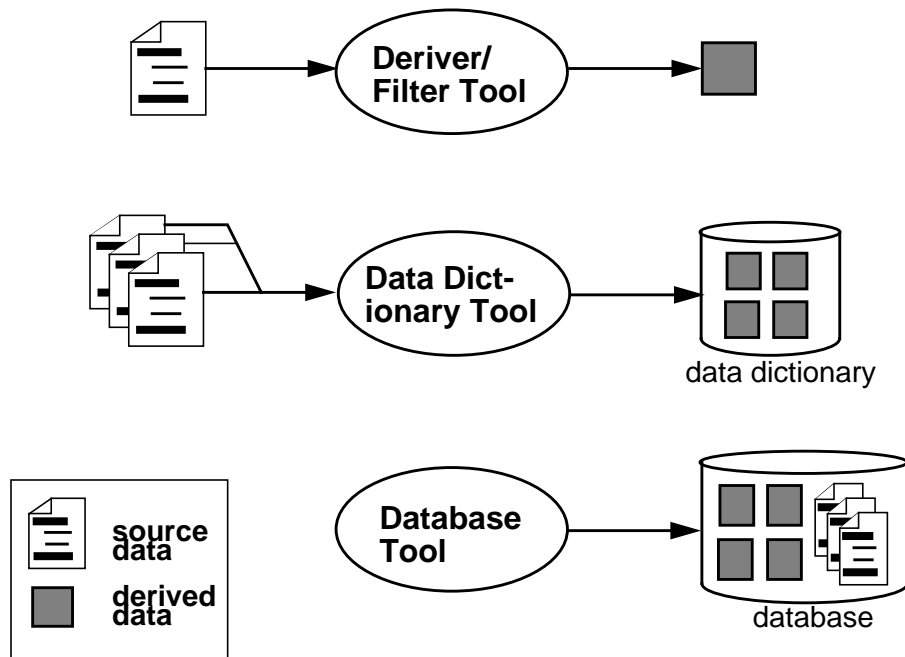 Deriver/
Filter Tool
Data Dict-
ionary Tool
data dictionary
Database
Tool
database
source
data
derived
data